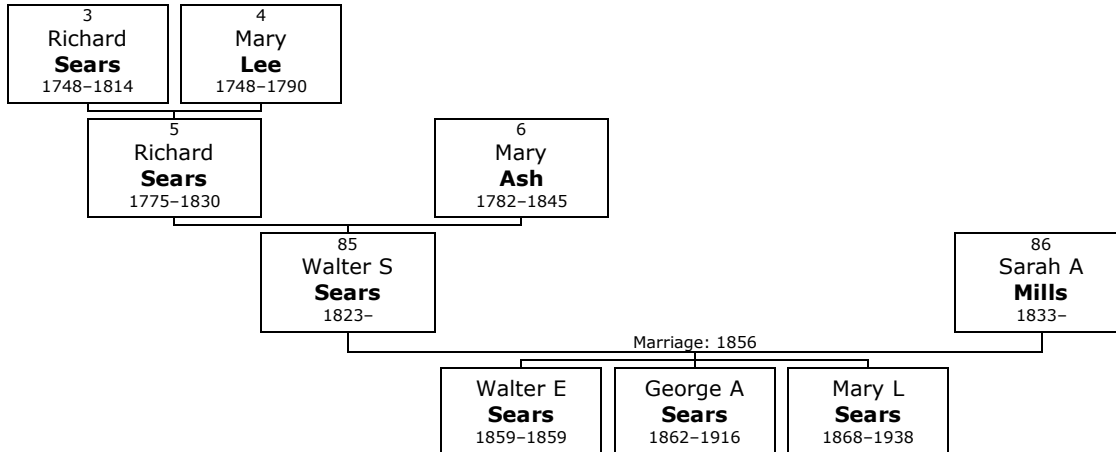 3
Richard
Sears
1748–1814
4
Mary
Lee
1748–1790
5
Richard
Sears
1775–1830
6
Mary
Ash
1782–1845
85
Walter S
Sears
1823–
86
Sarah A
Mills
1833–
Marriage: 1856
Walter E
Sears
1859–1859
George A
Sears
1862–1916
Mary L
Sears
1868–1938